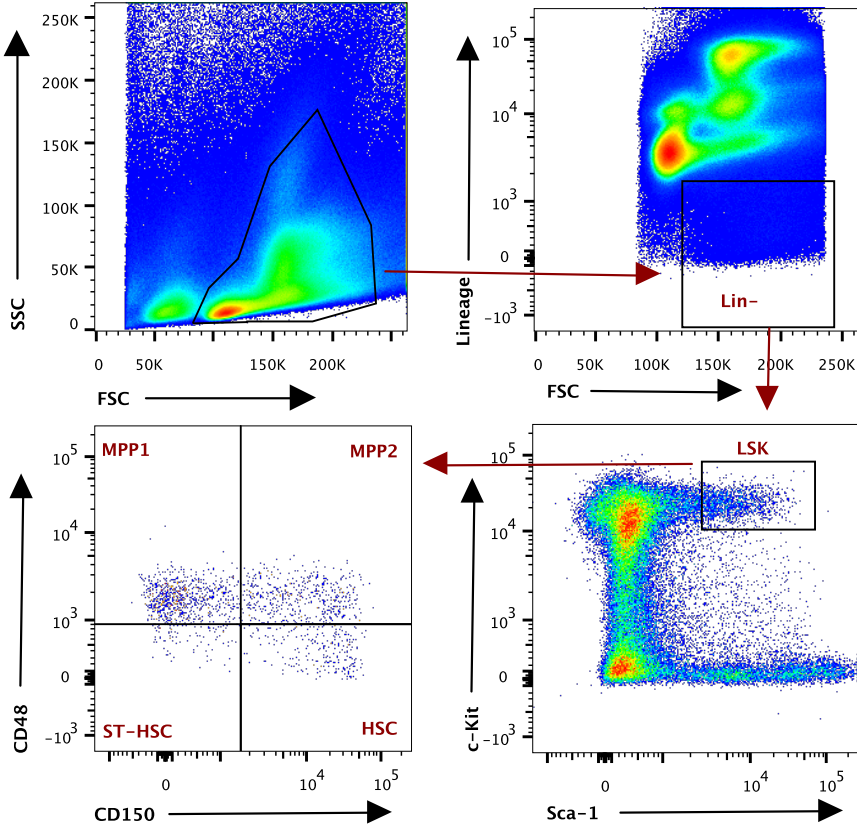 250K
200K
150K
100K
50K
0
SSC
0
50K
150K
200K
FSC
10^5
10^4
10^3
0
-10^3
Lineage
Lin-
0
50K
100K
150K
200K
250K
FSC
MPP1
MPP2
10^5
10^4
10^3
0
-10^3
CD48
ST-HSC
HSC
0
10^4
10^5
CD150
LSK
10^5
10^4
10^3
0
-10^3
c-Kit
0
10^4
10^5
Sca-1